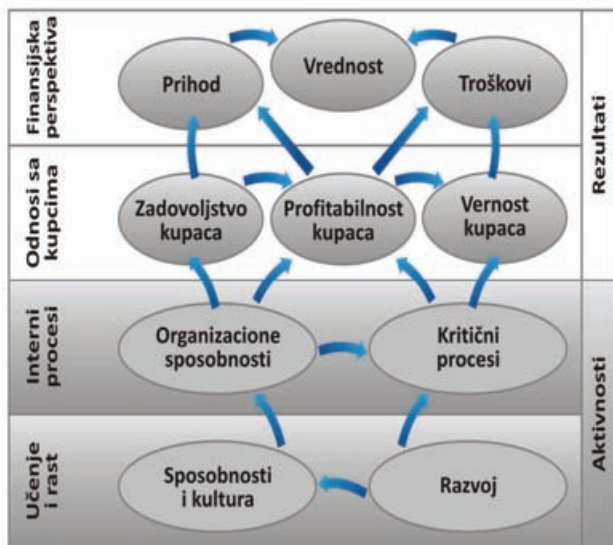 Finansijska
perspektiva
Prihod
Vrednost
Troškovi
Odnosi sa
kupcima
Zadovoljstvo
kupaca
Profitabilnost
kupaca
Vernost
kupaca
Rezultati
Interni
procesi
Organizacione
sposobnosti
Kritični
procesi
Učenje
i rast
Sposobnosti
i kultura
Razvoj
Aktivnosti